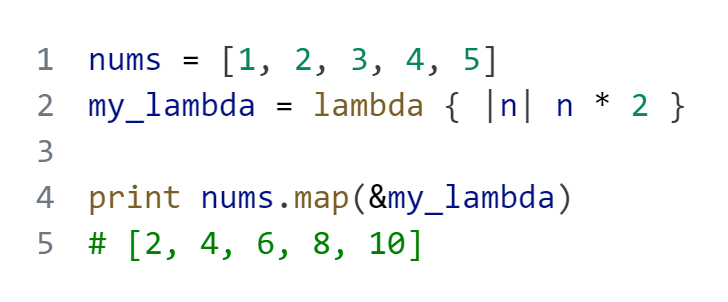 1 nums = [1, 2, 3, 4, 5]
2 my_lambda = lambda { |n| n * 2 }
3
4 print nums.map(&my_lambda)
5 # [2, 4, 6, 8, 10]